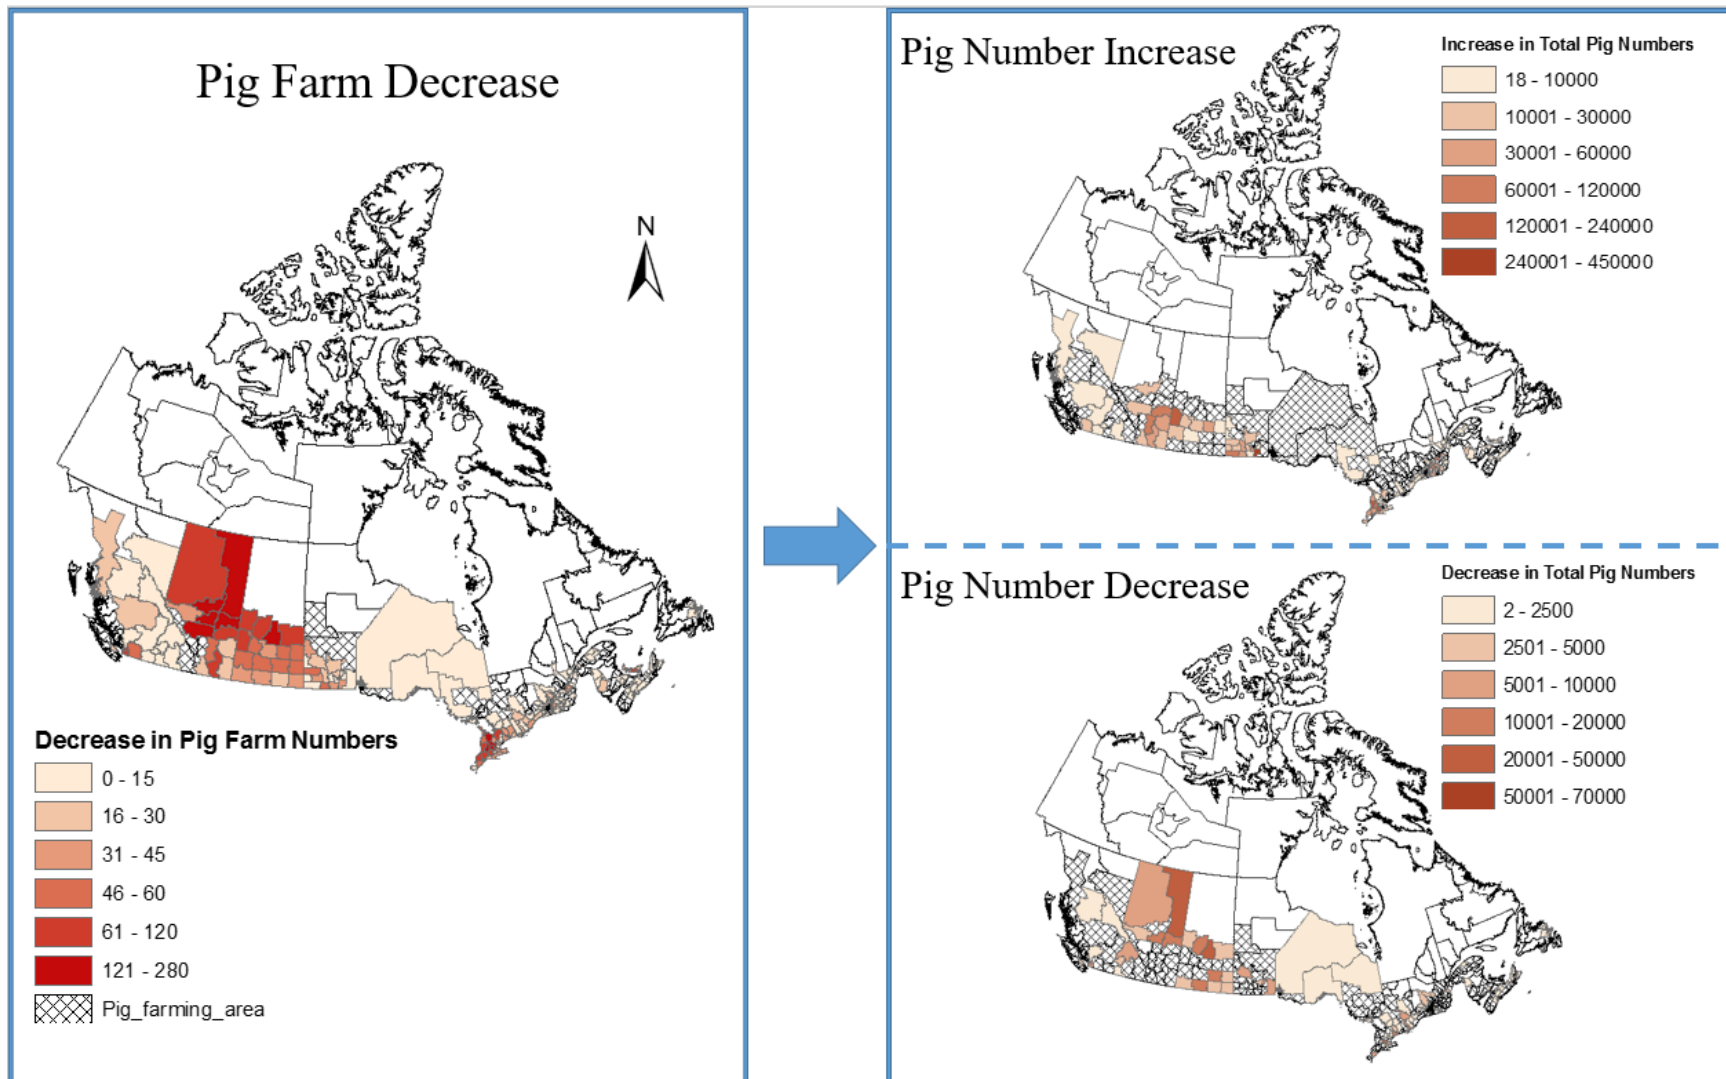 Pig Farm Decrease
N
Decrease in Pig Farm Numbers
0 - 15
16 - 30
31 - 45
46 - 60
61 - 120
121 - 280
Pig_farming_area
Pig Number Increase
Increase in Total Pig Numbers
18 - 10000
10001 - 30000
30001 - 60000
60001 - 120000
120001 - 240000
240001 - 450000
Pig Number Decrease
Decrease in Total Pig Numbers
2 - 2500
2501 - 5000
5001 - 10000
10001 - 20000
20001 - 50000
50001 - 70000